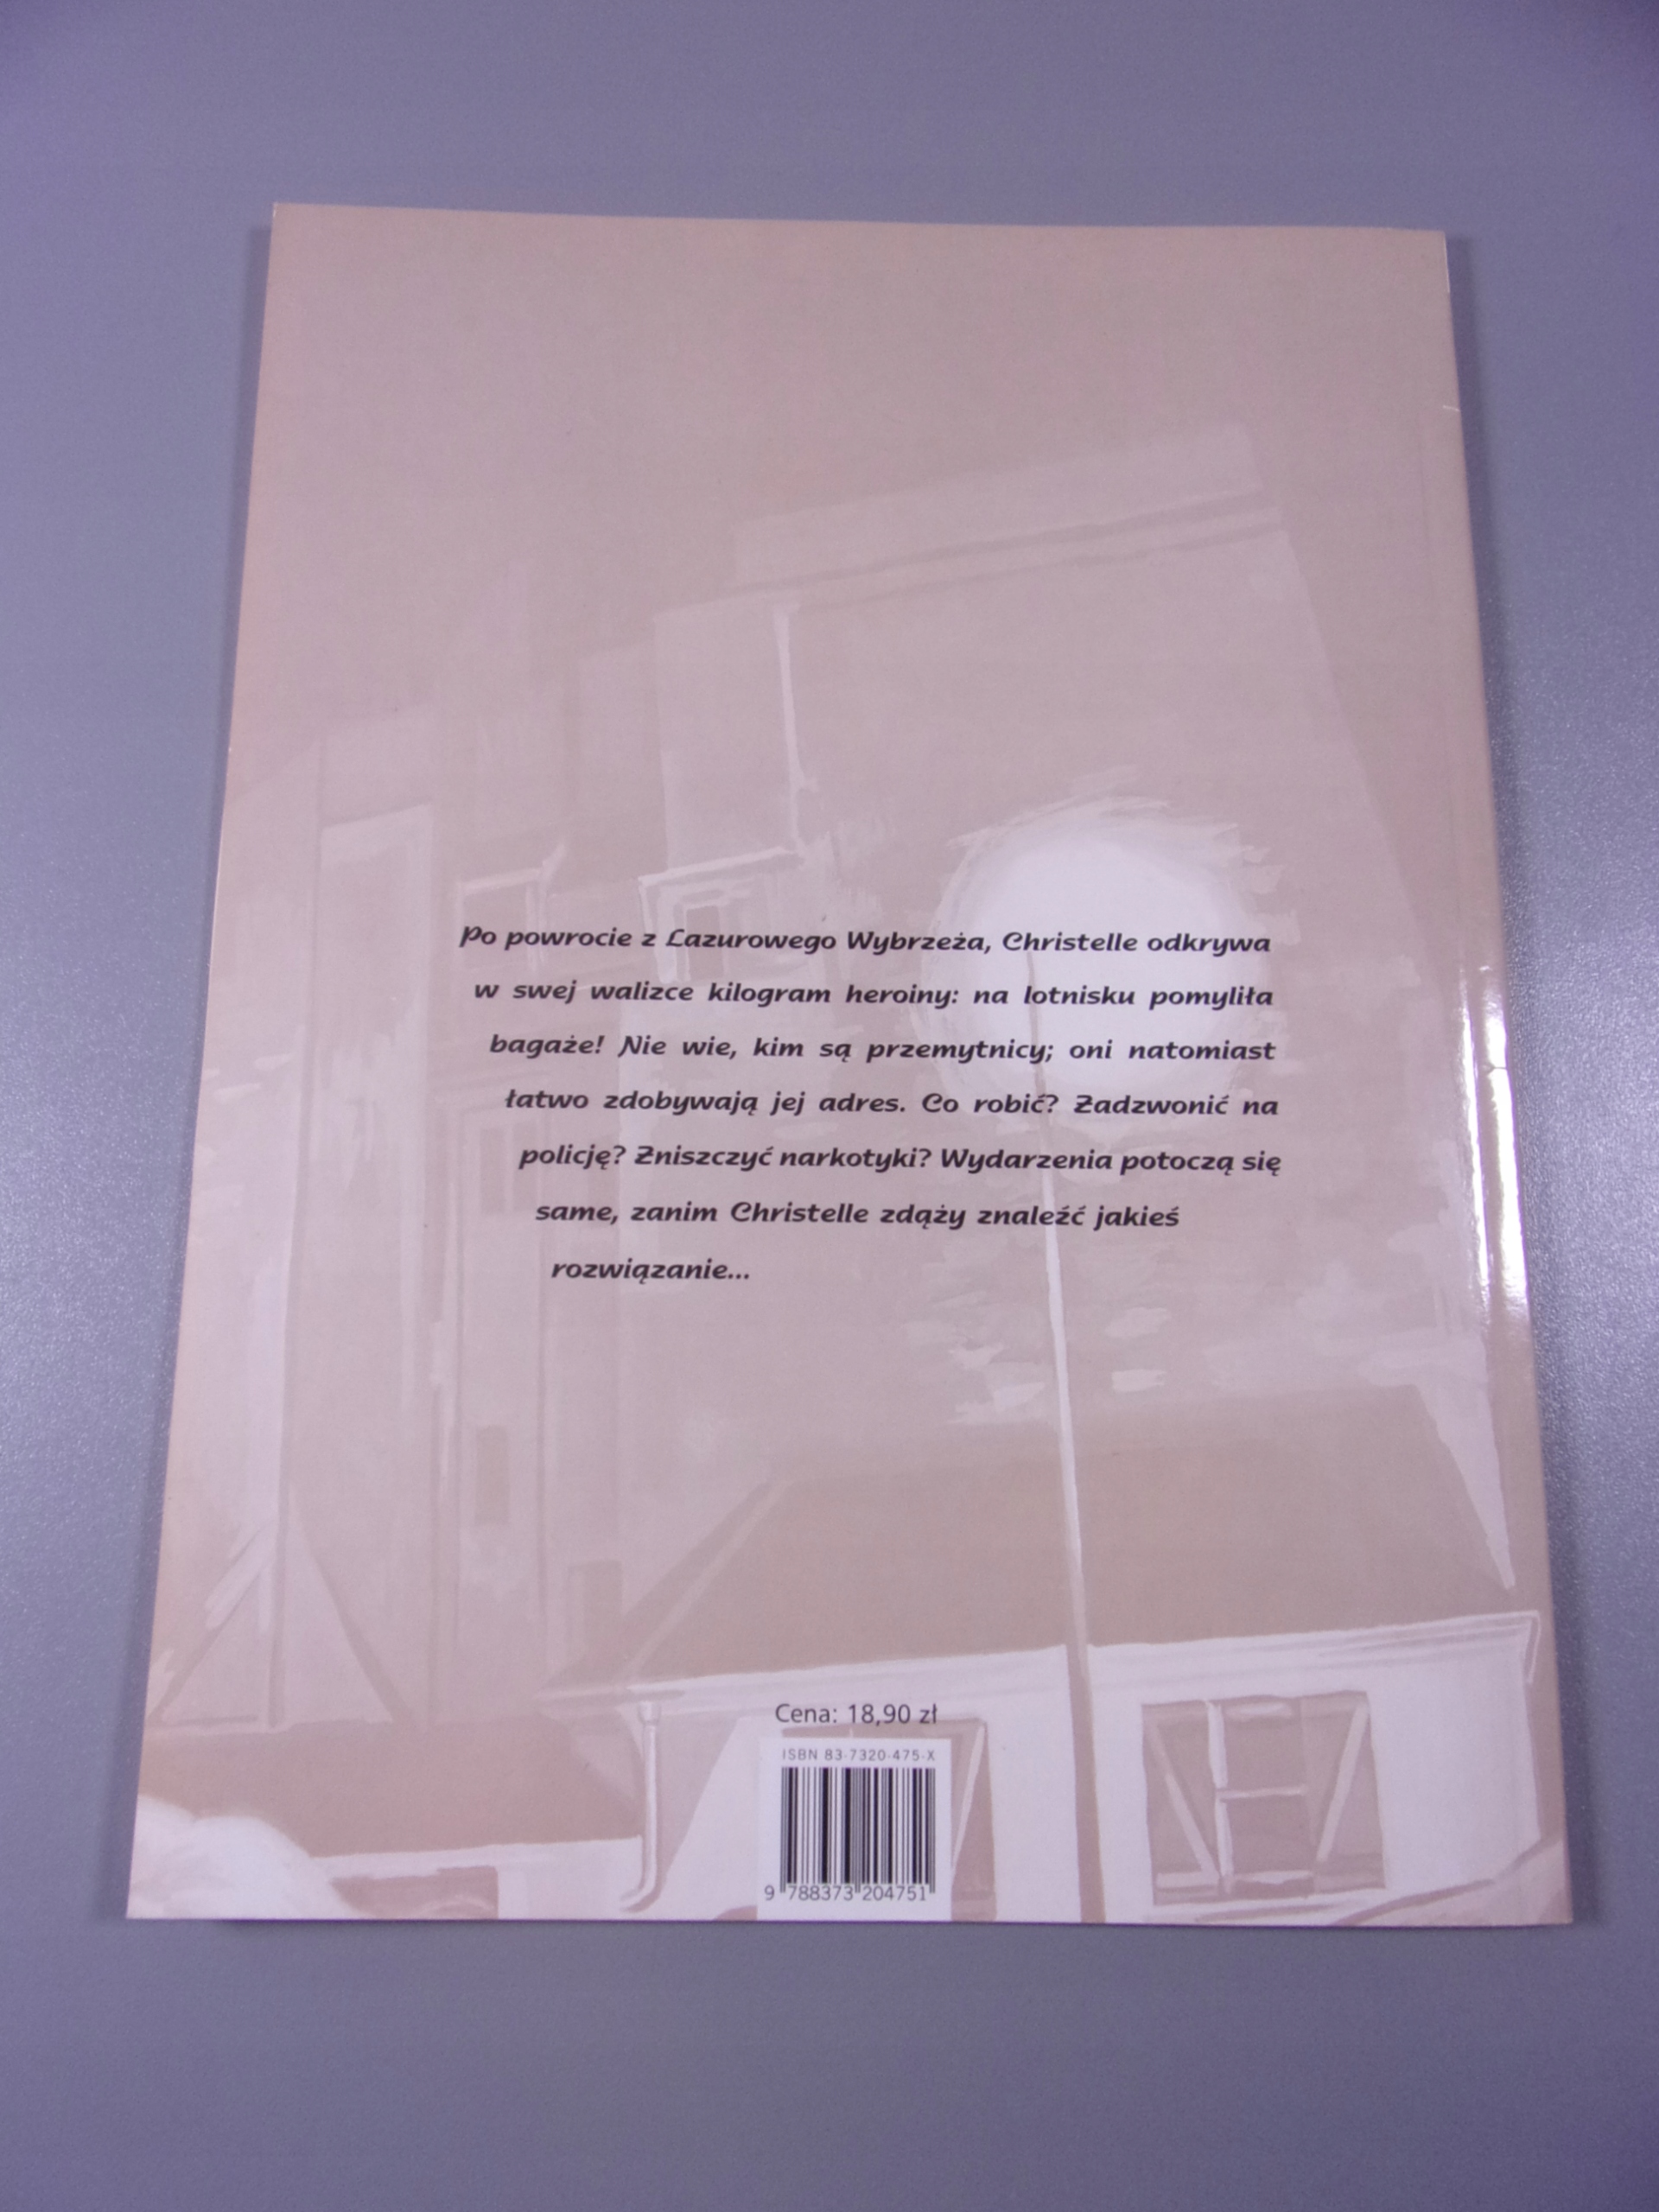 Po powrocie z Lazurowego Wybrzeża, Christelle odkrywa
w swej walizce kilogram heroiny: na lotnisku pomyliła
bagaże! Nie wie, kim są przemytnicy; oni natomiast
łatwo zdobywają jej adres. Co robić? Zadzwonić na
policję? Zniszczyć narkotyki? Wydarzenia potoczą się
same, zanim Christelle zdąży znaleźć jakieś
rozwiązanie...
Cena: 18,90 zł
ISBN 83-7320-475-X
9 788373 204751